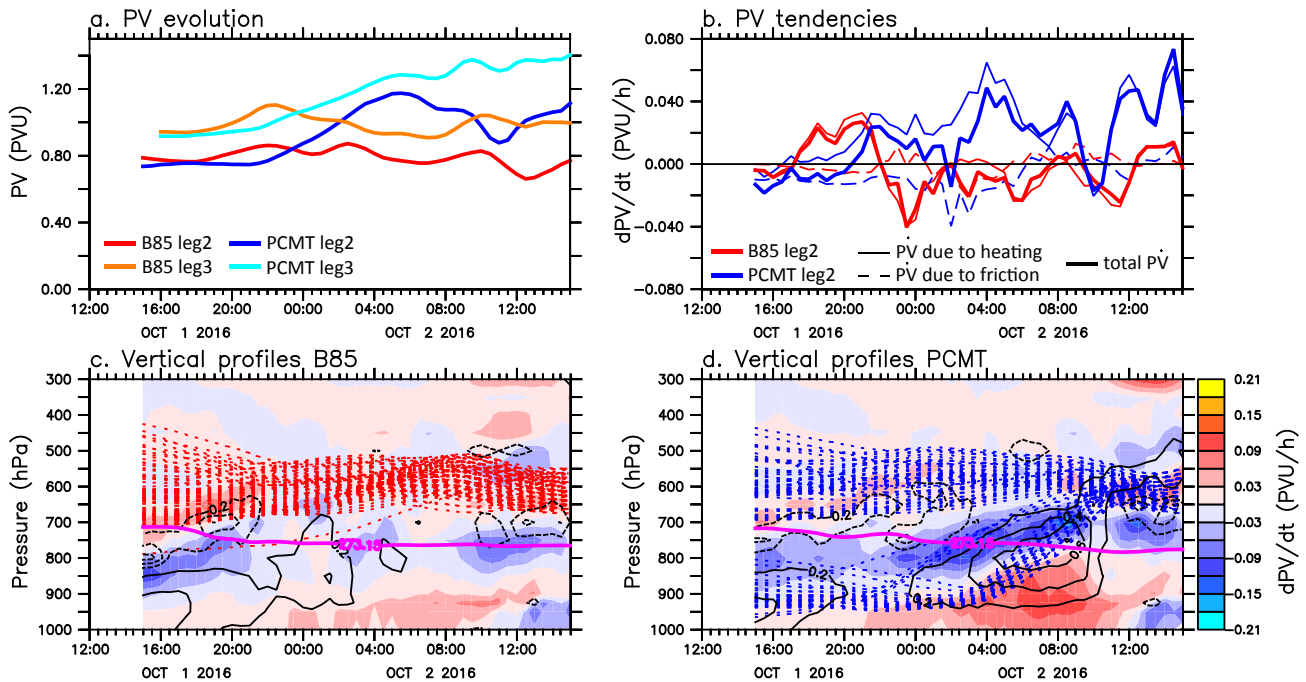 a. PV evolution
PV (PVU)
1.20
0.80
0.40
0.00
B85 leg2
PCMT leg2
B85 leg3
PCMT leg3
12:00 16:00 20:00 00:00 04:00 08:00 12:00
OCT 1 2016 OCT 2 2016
b. PV tendencies
dPV/dt (PVU/h)
0.080
0.040
0.000
−0.040
−0.080
B85 leg2
PCMT leg2
ṖV due to heating
ṖV due to friction
total PV̇
12:00 16:00 20:00 00:00 04:00 08:00 12:00
OCT 1 2016 OCT 2 2016
c. Vertical profiles B85
Pressure (hPa)
300
400
500
600
700
800
900
1000
0.2
273.15
12:00 16:00 20:00 00:00 04:00 08:00 12:00
OCT 1 2016 OCT 2 2016
d. Vertical profiles PCMT
Pressure (hPa)
300
400
500
600
700
800
900
1000
0.2
0.2
273.15
12:00 16:00 20:00 00:00 04:00 08:00 12:00
OCT 1 2016 OCT 2 2016
0.21
0.15
0.09
0.03
−0.03
−0.09
−0.15
−0.21
dPV/dt (PVU/h)